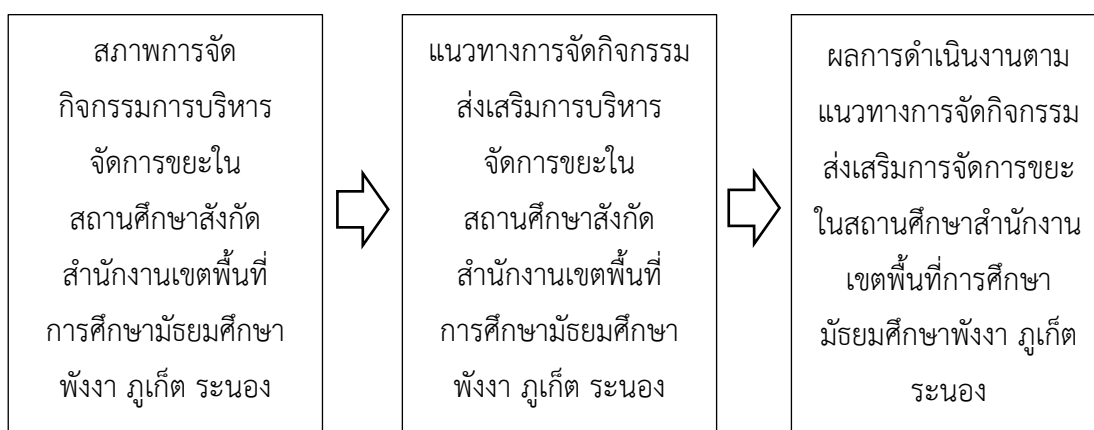 สภาพการจัด
กิจกรรมการบริหาร
จัดการขยะใน
สถานศึกษาสังกัด
สำนักงานเขตพื้นที่
การศึกษามัธยมศึกษา
พังงา ภูเก็ต ระนอง
แนวทางการจัดกิจกรรม
ส่งเสริมการบริหาร
จัดการขยะใน
สถานศึกษาสังกัด
สำนักงานเขตพื้นที่
การศึกษามัธยมศึกษา
พังงา ภูเก็ต ระนอง
ผลการดำเนินงานตาม
แนวทางการจัดกิจกรรม
ส่งเสริมการจัดการขยะ
ในสถานศึกษาสำนักงาน
เขตพื้นที่การศึกษา
มัธยมศึกษาพังงา ภูเก็ต
ระนอง